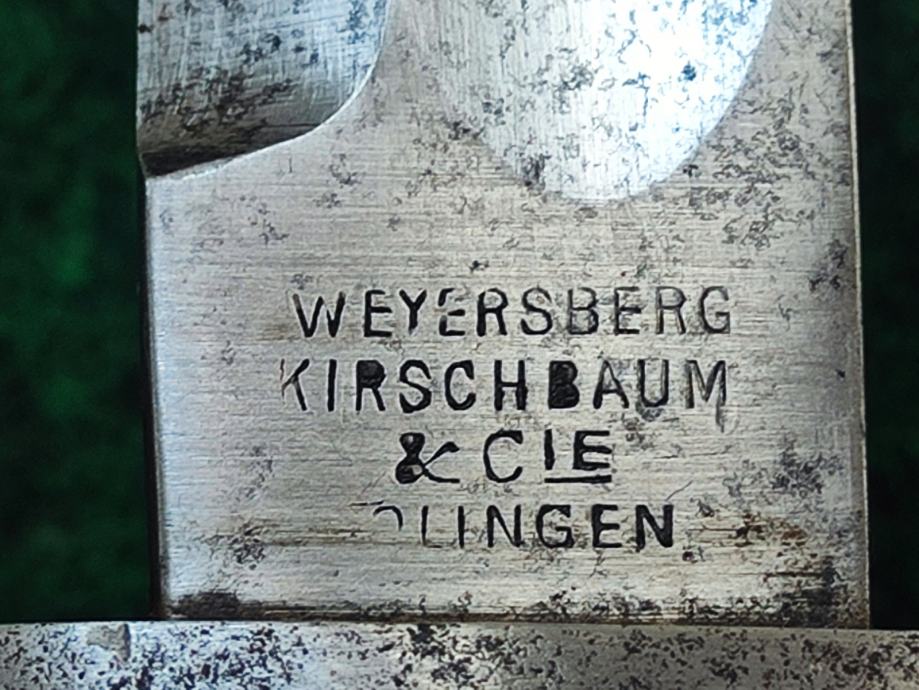 WEYERSBERG
KIRSCHBAUM
& CIE
OLINGEN